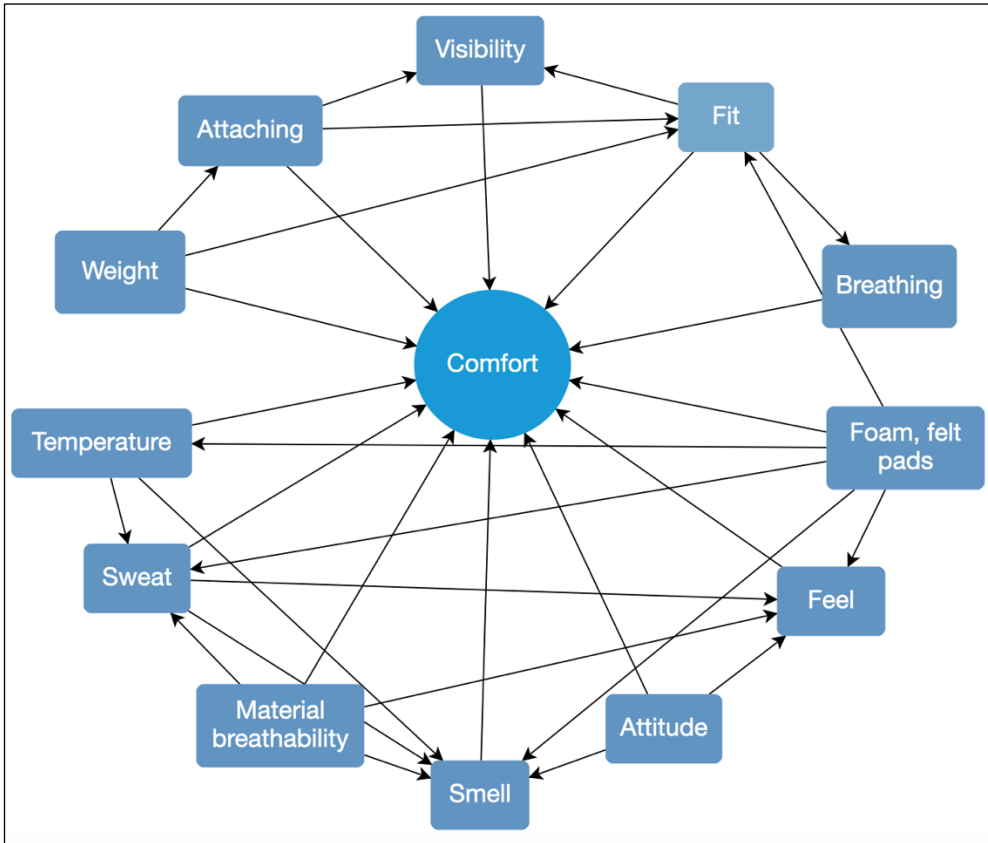 Visibility
Fit
Attaching
Weight
Breathing
Comfort
Temperature
Foam, felt
pads
Sweat
Feel
Material
breathability
Attitude
Smell